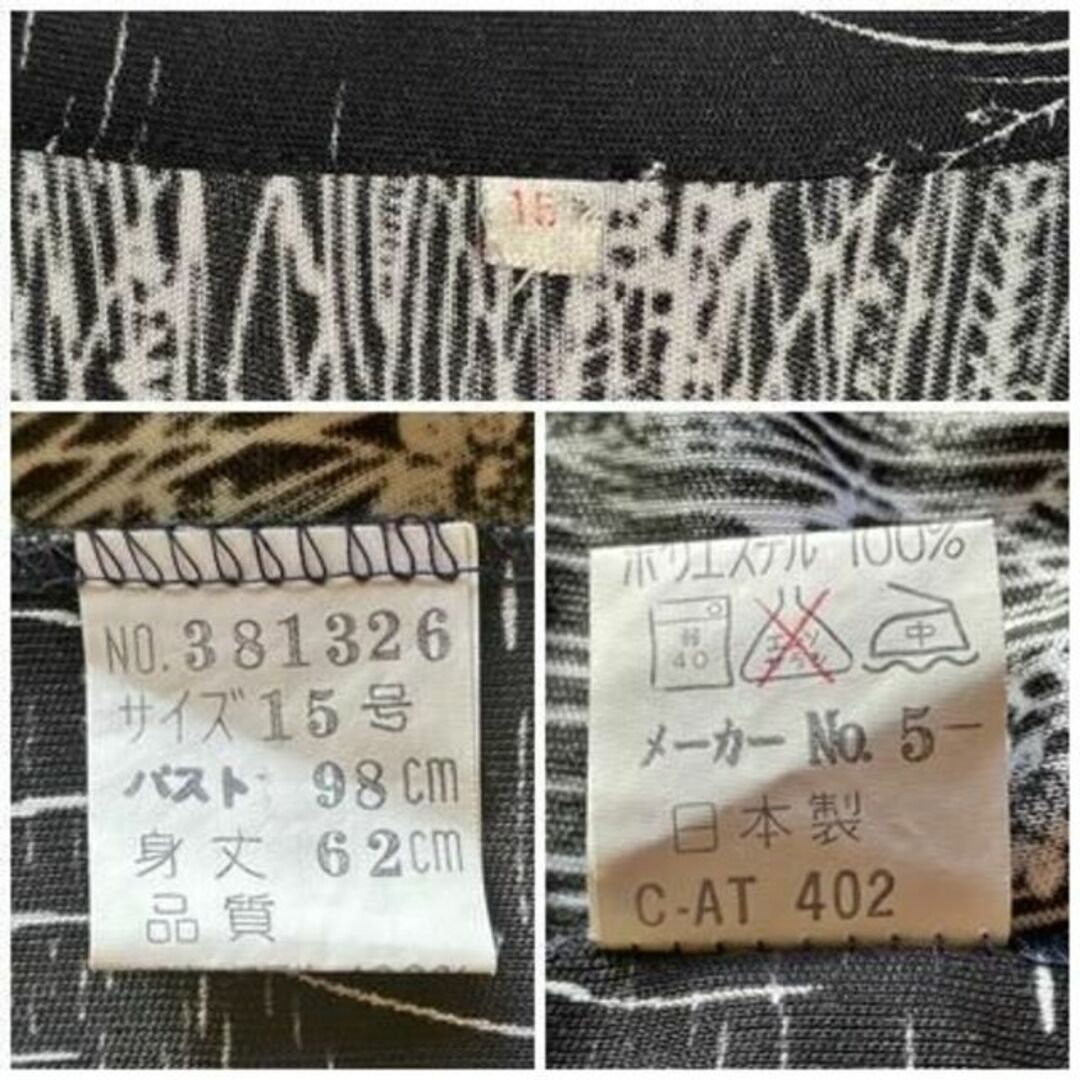 15
NO. 381326
サイズ 15号
バスト 98cm
身丈 62cm
品質
ポリエステル 100%
40
中
メーカー No. 5-
日本製
C-AT 402